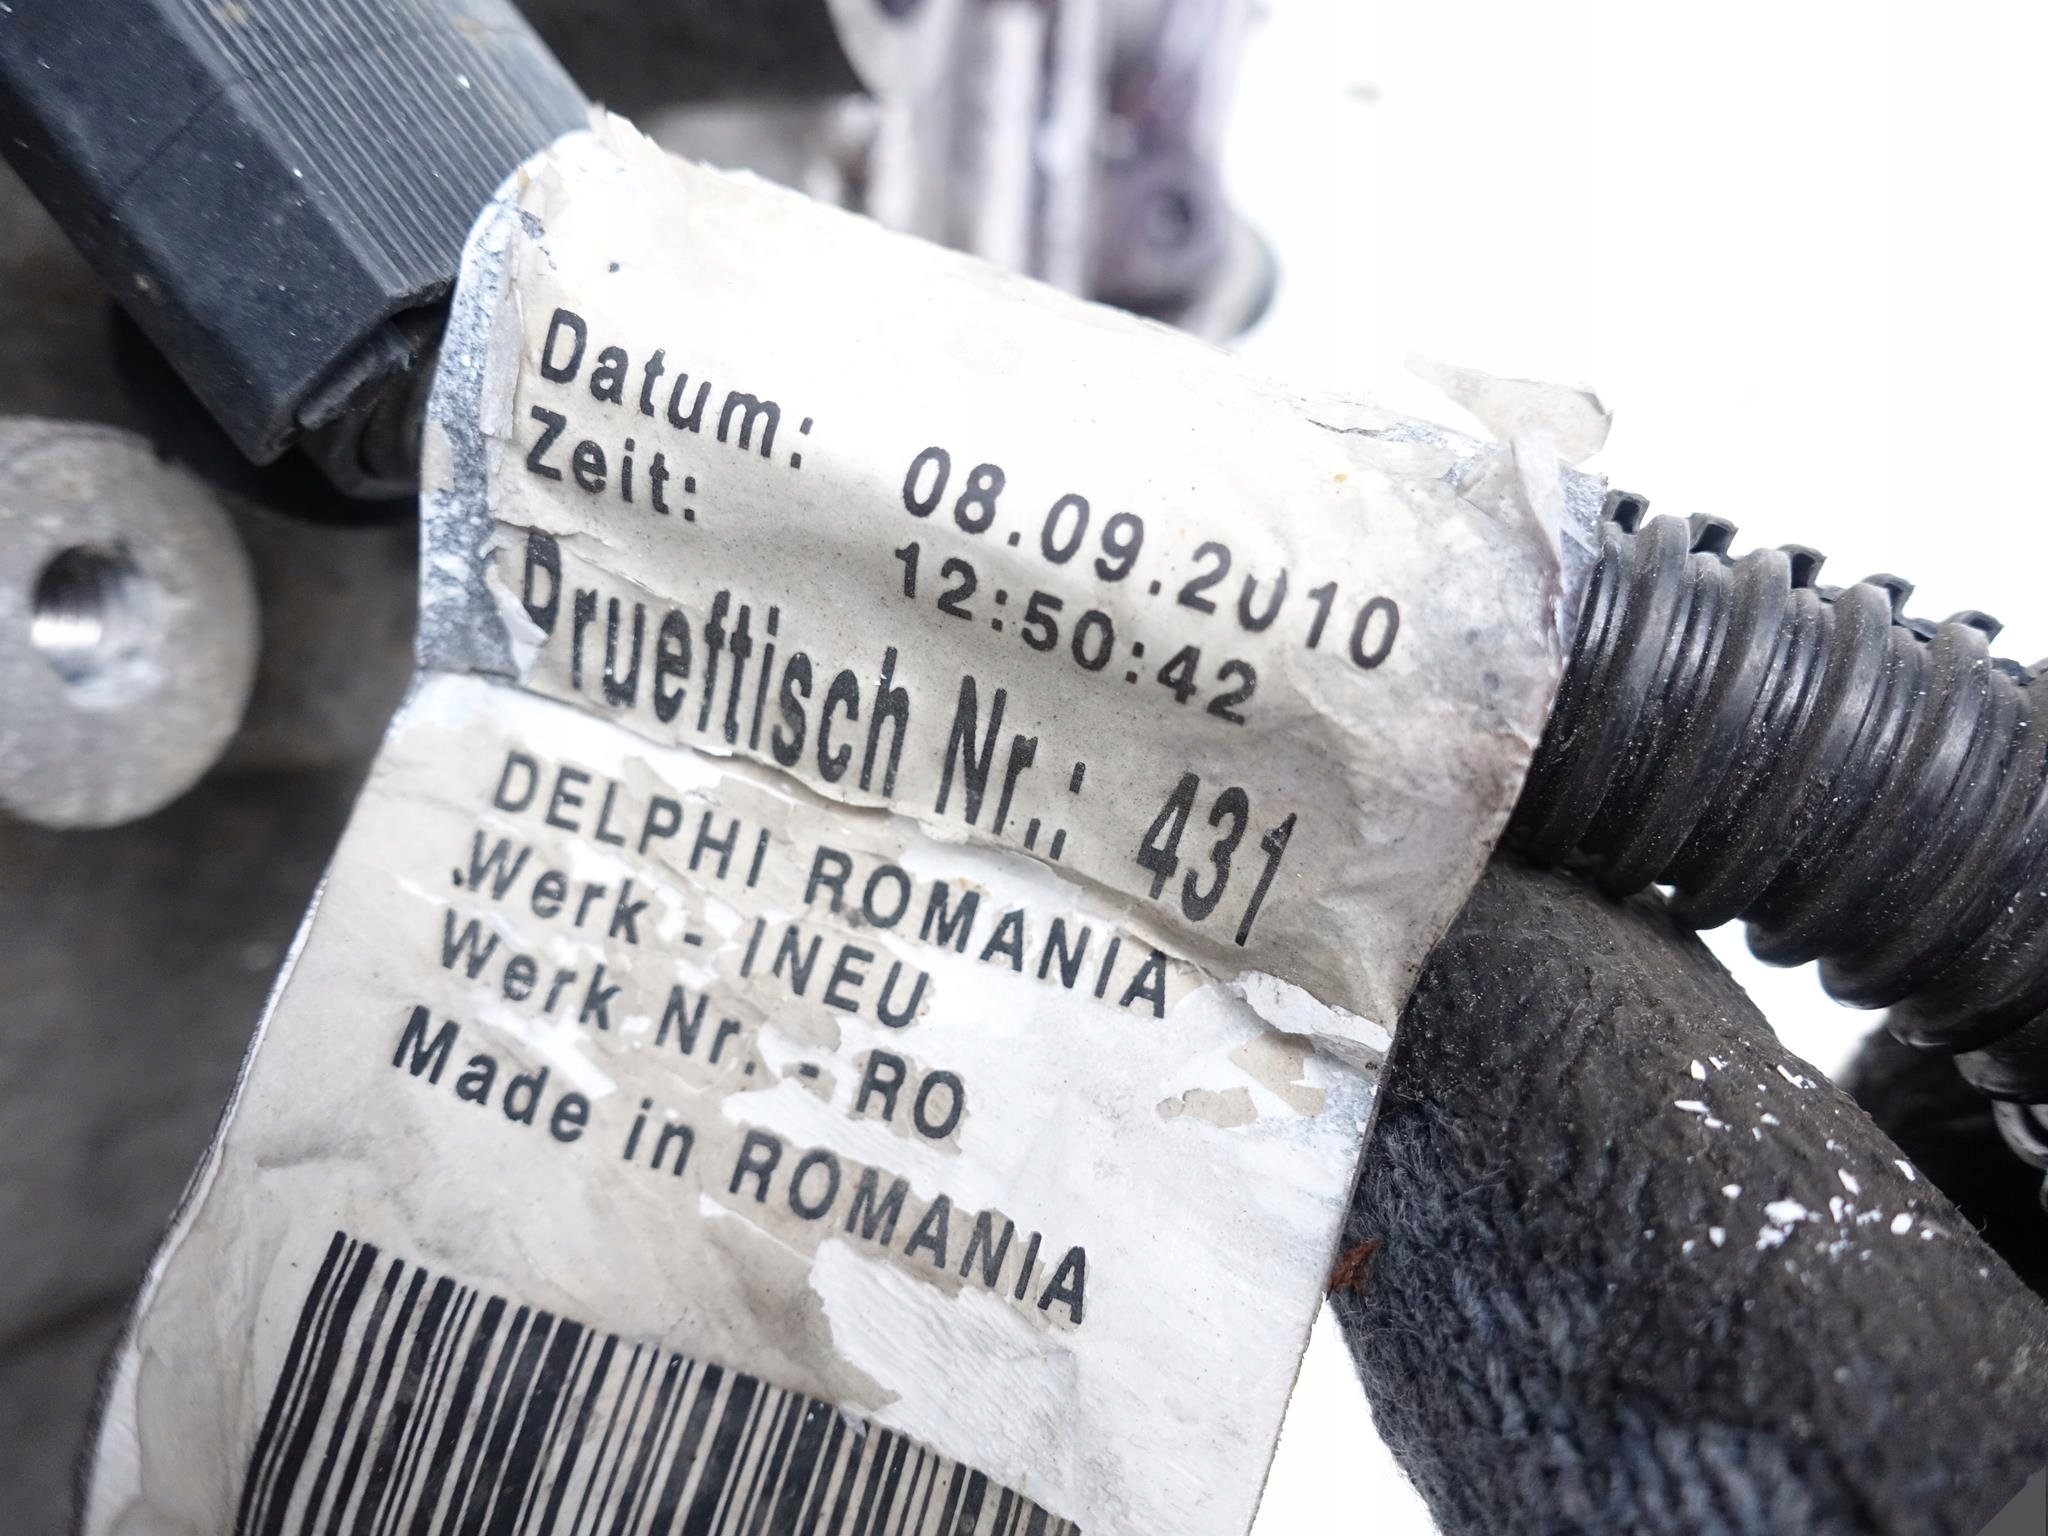 Datum: 08.09.2010
Zeit: 12:50:42
Prueftisch Nr.: 431
DELPHI ROMANIA
Werk - INEU
Werk Nr. - RO
Made in ROMANIA